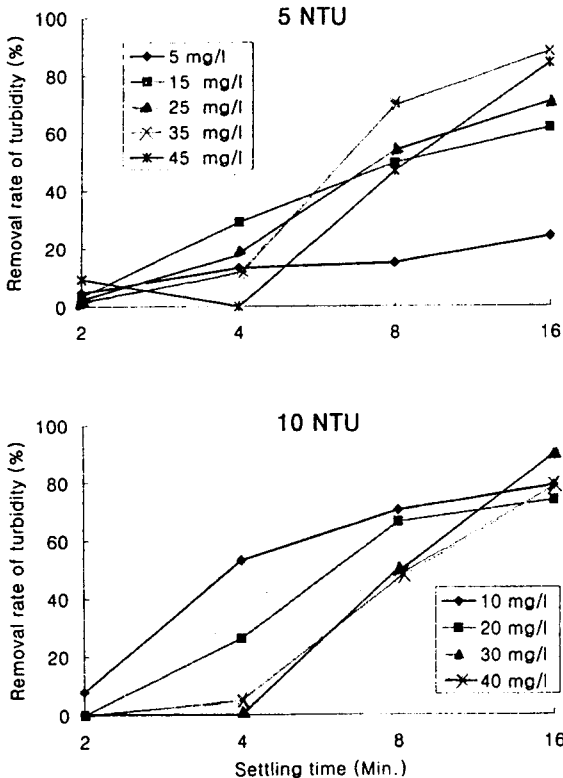 5 NTU
Removal rate of turbidity (%)
100
80
60
40
20
0
5 mg/l
15 mg/l
25 mg/l
35 mg/l
45 mg/l
2 4 8 16
10 NTU
Removal rate of turbidity (%)
100
80
60
40
20
0
10 mg/l
20 mg/l
30 mg/l
40 mg/l
2 4 8 16
Settling time (Min.)